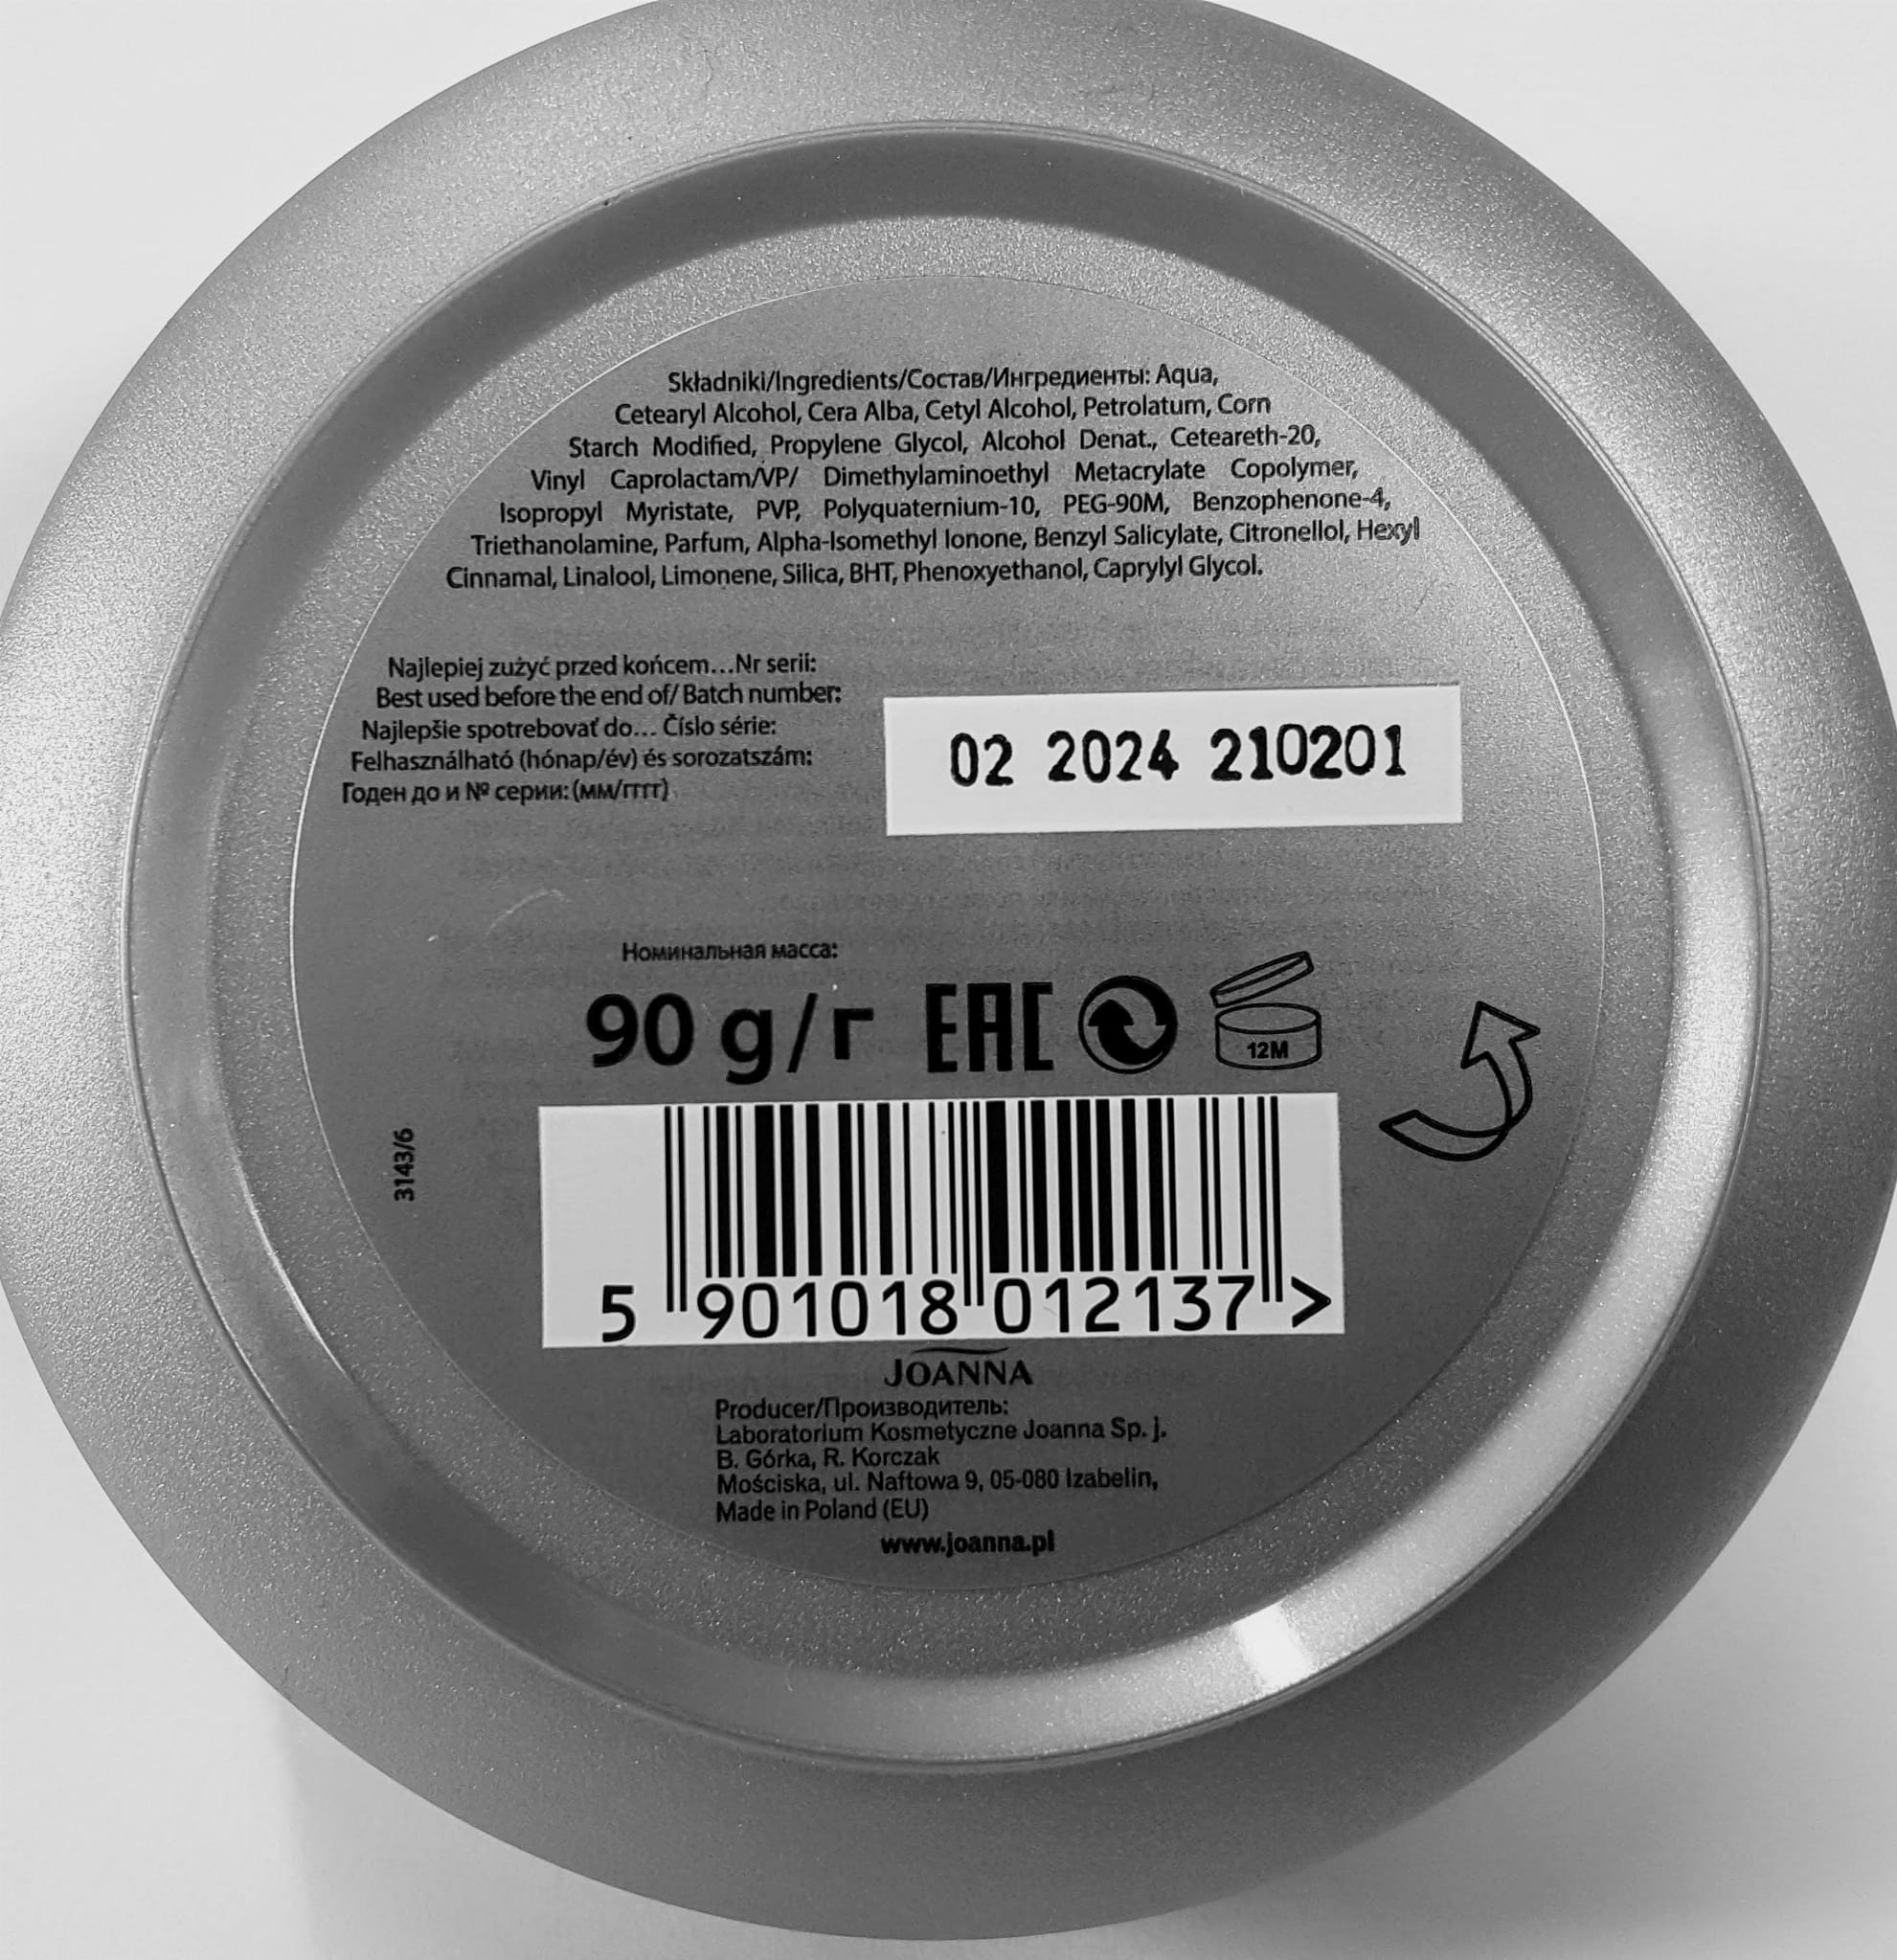 Składniki/Ingredients/Состав/Ингредиенты: Aqua,
Cetearyl Alcohol, Cera Alba, Cetyl Alcohol, Petrolatum, Corn
Starch Modified, Propylene Glycol, Alcohol Denat., Ceteareth-20,
Vinyl Caprolactam/VP/ Dimethylaminoethyl Metacrylate Copolymer,
Isopropyl Myristate, PVP, Polyquaternium-10, PEG-90M, Benzophenone-4,
Triethanolamine, Parfum, Alpha-Isomethyl Ionone, Benzyl Salicylate, Citronellol, Hexyl
Cinnamal, Linalool, Limonene, Silica, BHT, Phenoxyethanol, Caprylyl Glycol.
Najlepiej zużyć przed końcem...Nr serii:
Best used before the end of/ Batch number:
Najlepšie spotrebovať do... Číslo série:
Felhasználható (hónap/év) és sorozatszám:
Годен до и № серии: (мм/гггг)
02 2024 210201
Номинальная масса:
90 g/г EAC
12M
3143/6
5 901018 012137 >
JOANNA
Producer/Производитель:
Laboratorium Kosmetyczne Joanna Sp. j.
B. Górka, R. Korczak
Mościska, ul. Naftowa 9, 05-080 Izabelin,
Made in Poland (EU)
www.joanna.pl